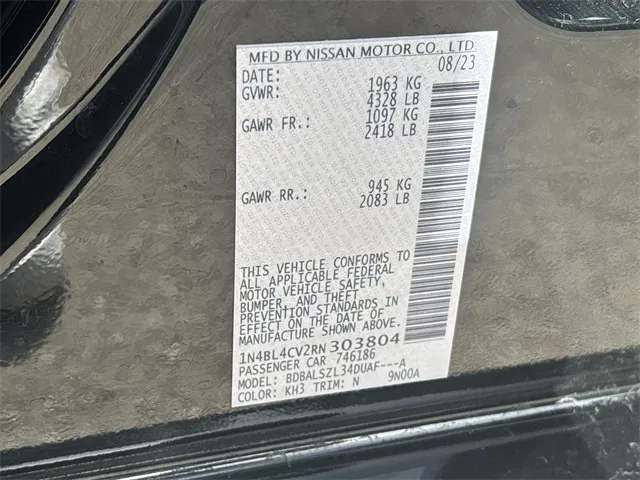 MFD BY NISSAN MOTOR CO., LTD.
DATE: 08/23
GVWR: 1963 KG
4328 LB
GAWR FR.: 1097 KG
2418 LB
GAWR RR.: 945 KG
2083 LB
THIS VEHICLE CONFORMS TO
ALL APPLICABLE FEDERAL
MOTOR VEHICLE SAFETY,
BUMPER, AND THEFT
PREVENTION STANDARDS IN
EFFECT ON THE DATE OF
MANUFACTURE SHOWN ABOVE.
1N4BL4CV2RN303804
PASSENGER CAR 746186
MODEL: BDBALSZL34DUAF---A
COLOR: KH3 TRIM: N 9N00A